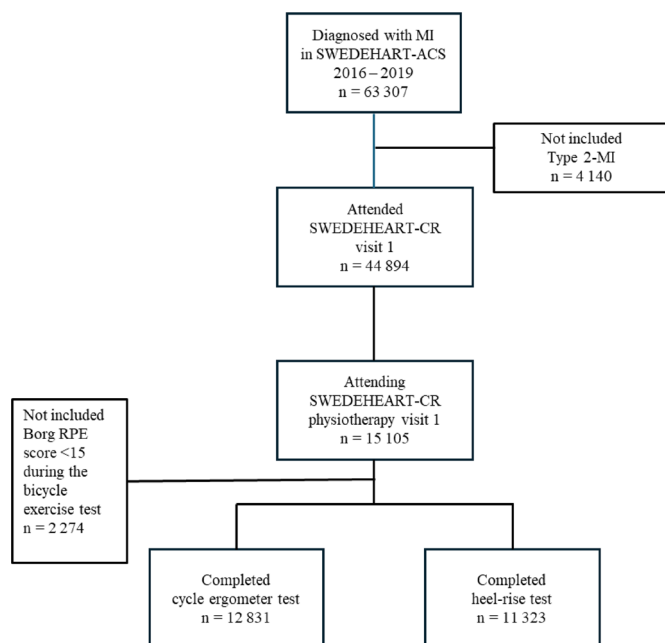 Diagnosed with MI
in SWEDEHART-ACS
2016 – 2019
n = 63 307
Not included
Type 2-MI
n = 4 140
Attended
SWEDEHEART-CR
visit 1
n = 44 894
Attending
SWEDEHEART-CR
physiotherapy visit 1
n = 15 105
Not included
Borg RPE
score <15
during the
bicycle
exercise test
n = 2 274
Completed
cycle ergometer test
n = 12 831
Completed
heel-rise test
n = 11 323